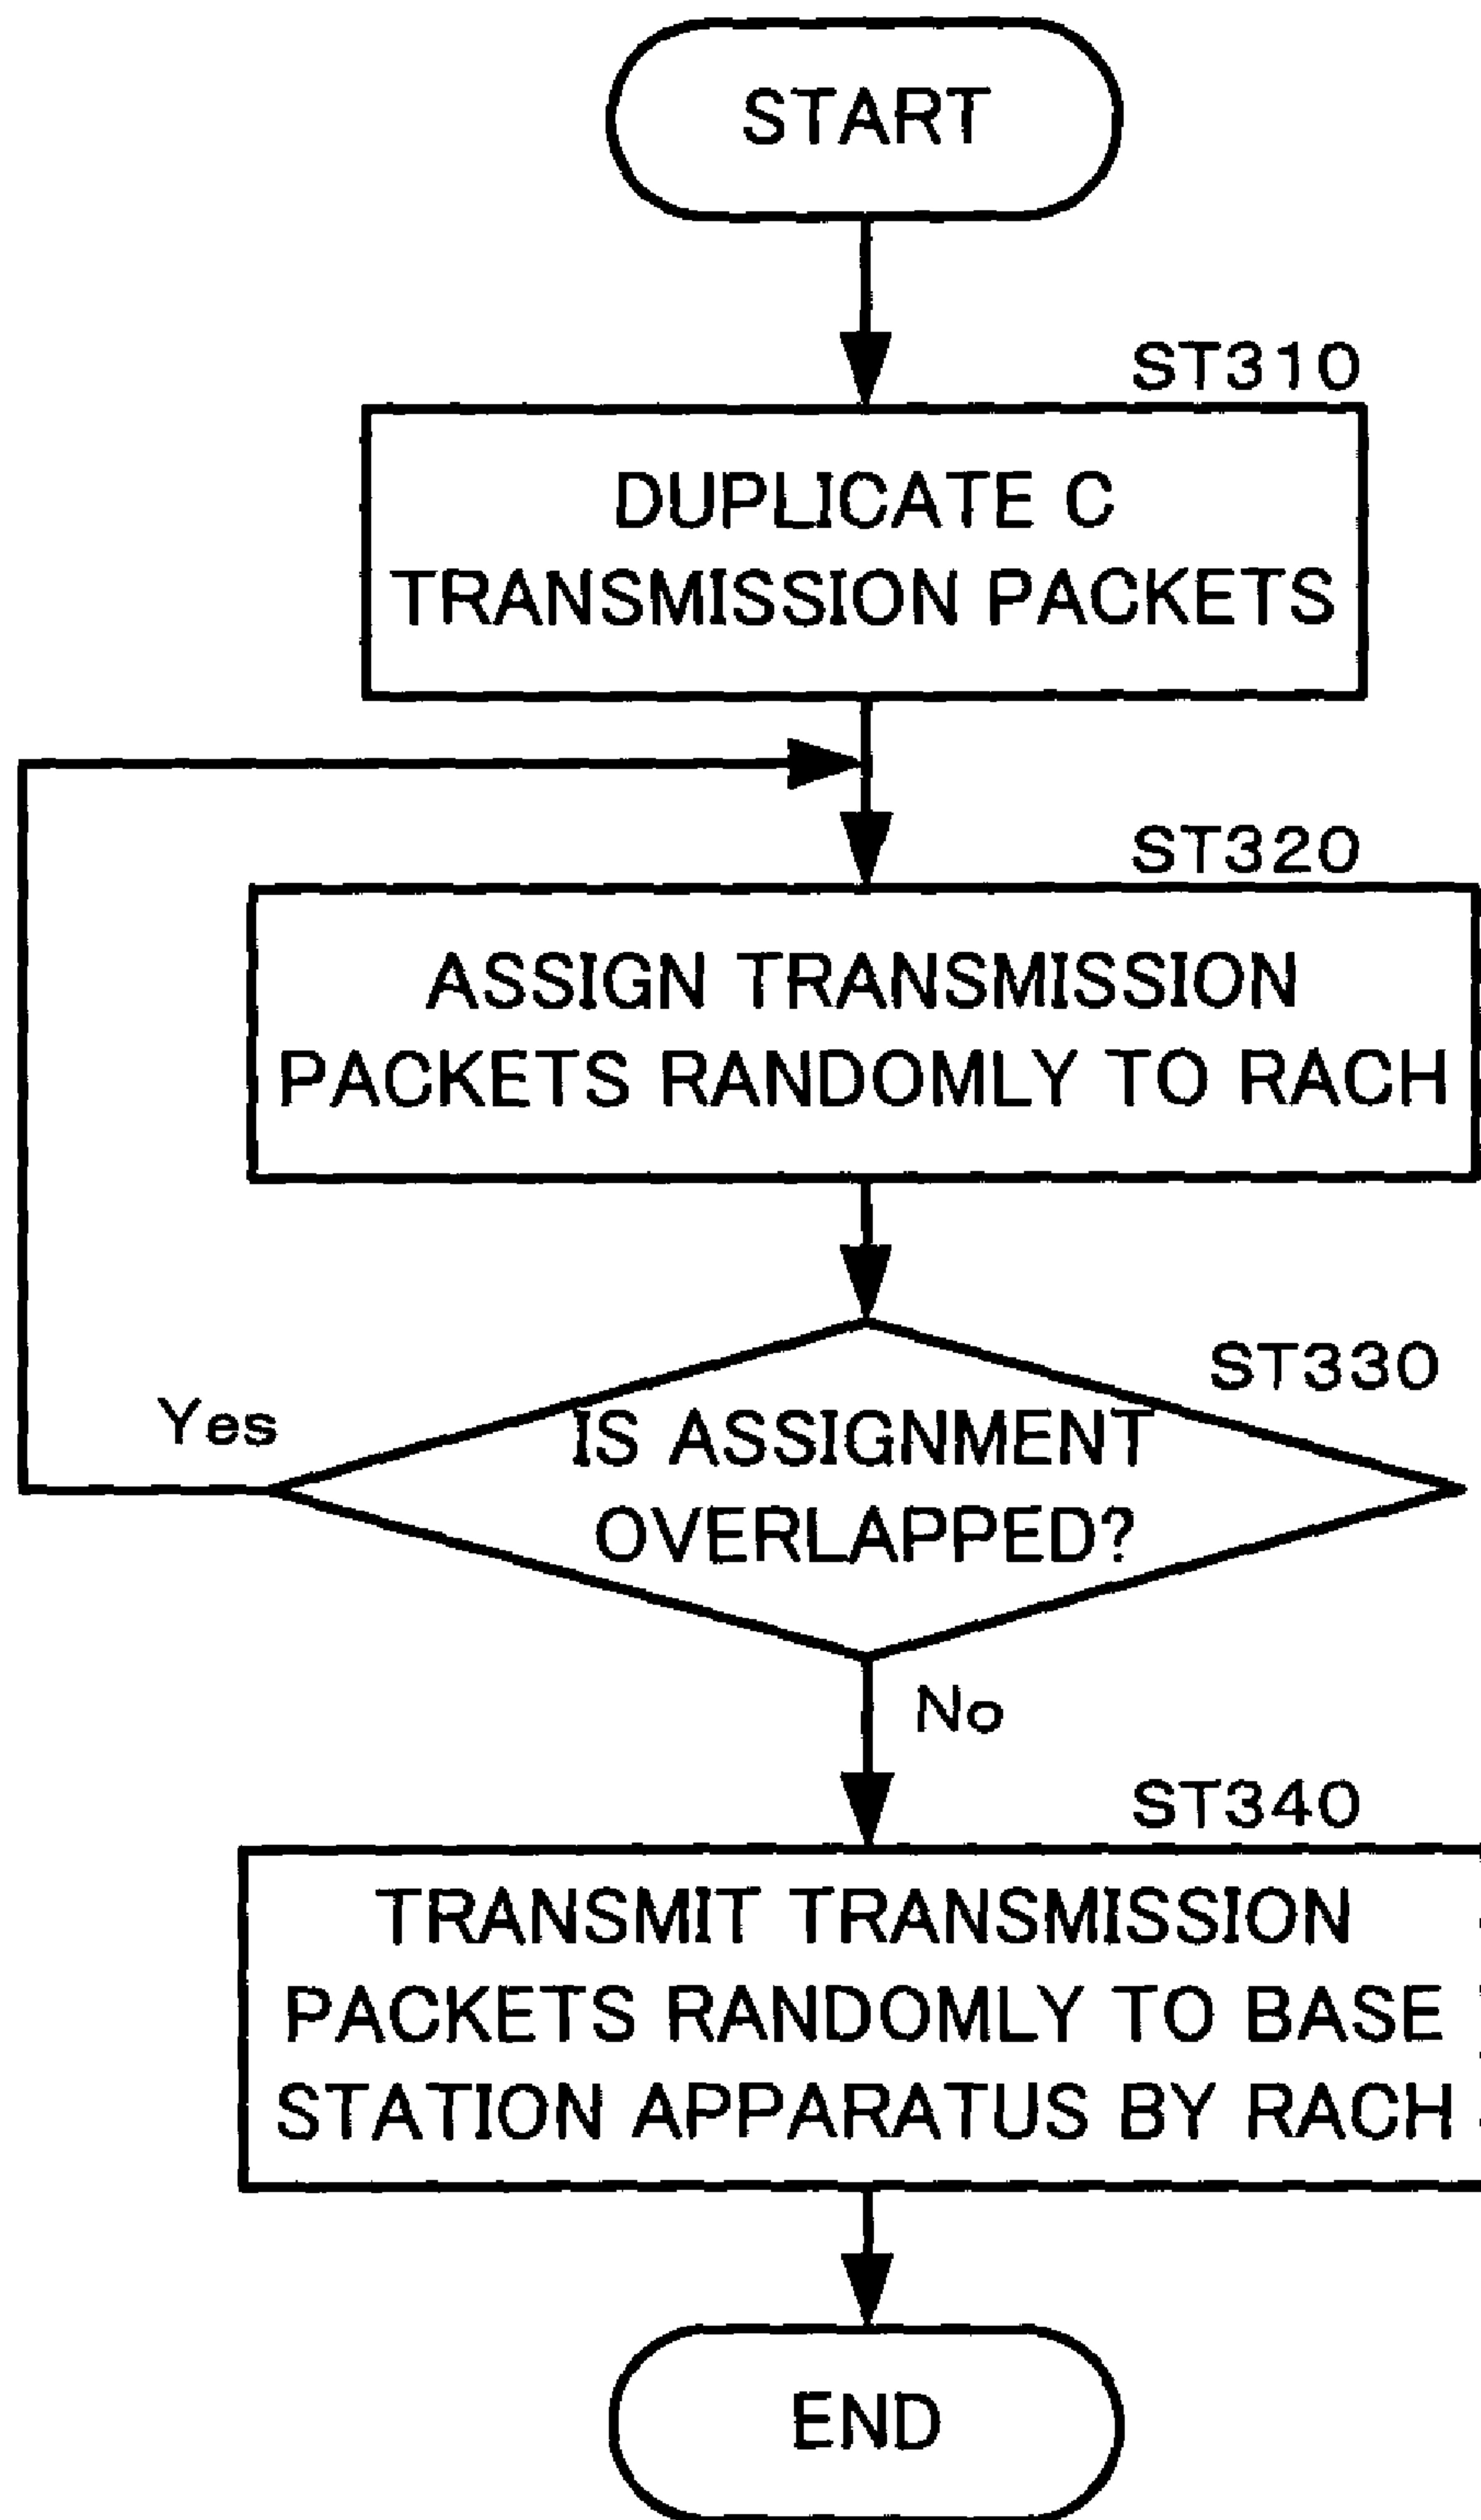 START
ST310
DUPLICATE C
TRANSMISSION PACKETS
ST320
ASSIGN TRANSMISSION
PACKETS RANDOMLY TO RACH
ST330
Yes
IS ASSIGNMENT
OVERLAPPED?
No
ST340
TRANSMIT TRANSMISSION
PACKETS RANDOMLY TO BASE
STATION APPARATUS BY RACH
END